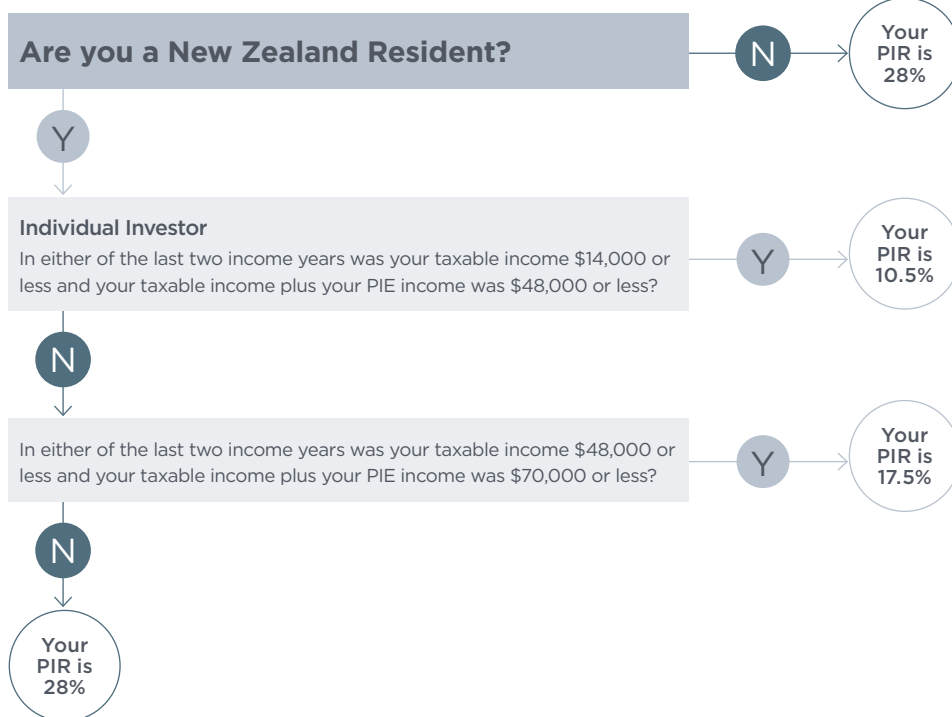 Are you a New Zealand Resident?
N
Your
PIR is
28%
Y
Individual Investor
In either of the last two income years was your taxable income $14,000 or
less and your taxable income plus your PIE income was $48,000 or less?
Y
Your
PIR is
10.5%
N
In either of the last two income years was your taxable income $48,000 or
less and your taxable income plus your PIE income was $70,000 or less?
Y
Your
PIR is
17.5%
N
Your
PIR is
28%